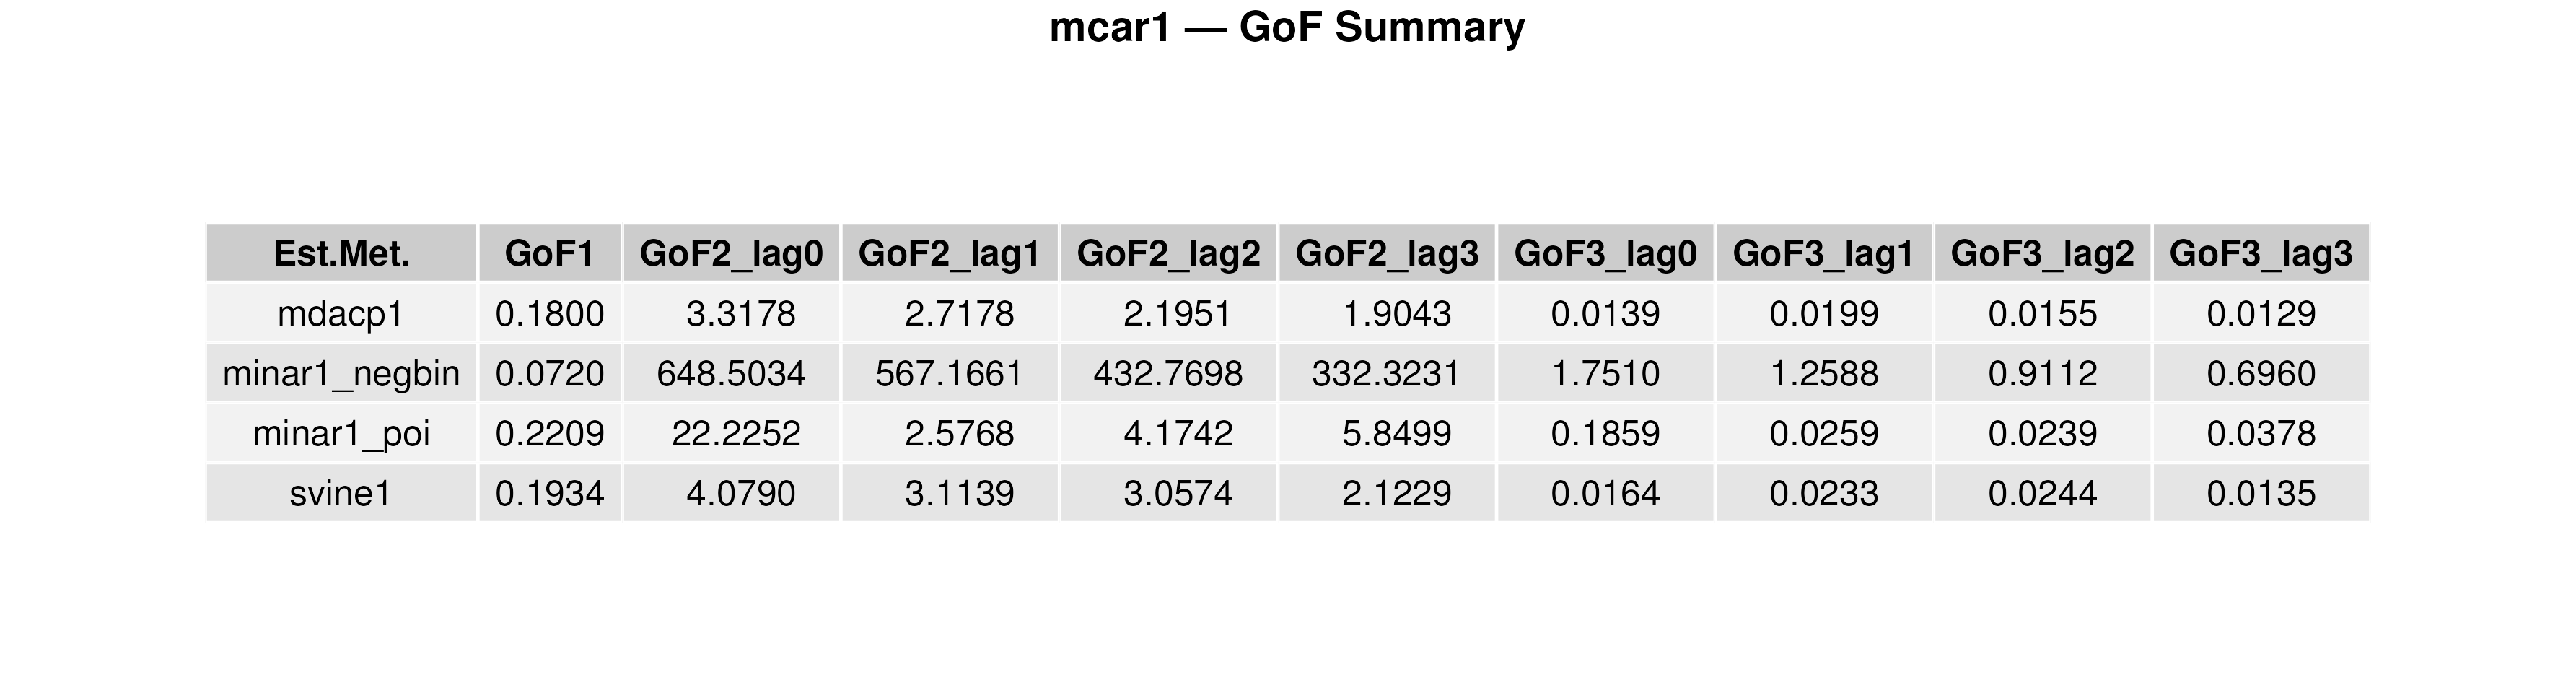 mcar1 — GoF Summary
Est.Met. GoF1 GoF2_lag0 GoF2_lag1 GoF2_lag2 GoF2_lag3 GoF3_lag0 GoF3_lag1 GoF3_lag2 GoF3_lag3
mdacp1 0.1800 3.3178 2.7178 2.1951 1.9043 0.0139 0.0199 0.0155 0.0129
minar1_negbin 0.0720 648.5034 567.1661 432.7698 332.3231 1.7510 1.2588 0.9112 0.6960
minar1_poi 0.2209 22.2252 2.5768 4.1742 5.8499 0.1859 0.0259 0.0239 0.0378
svine1 0.1934 4.0790 3.1139 3.0574 2.1229 0.0164 0.0233 0.0244 0.0135